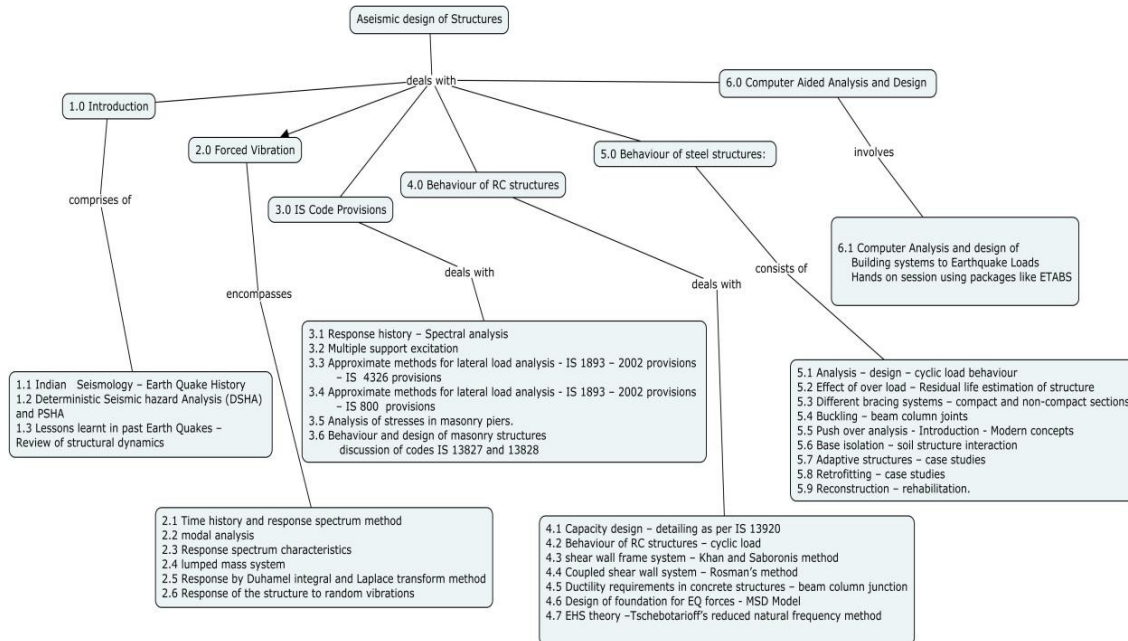 Aseismic design of Structures
deals with
6.0 Computer Aided Analysis and Design
1.0 Introduction
2.0 Forced Vibration
5.0 Behaviour of steel structures:
involves
4.0 Behaviour of RC structures
comprises of
3.0 IS Code Provisions
6.1 Computer Analysis and design of
Building systems to Earthquake Loads
Hands on session using packages like ETABS
deals with
consists of
deals with
encompasses
3.1 Response history – Spectral analysis
3.2 Multiple support excitation
3.3 Approximate methods for lateral load analysis - IS 1893 – 2002 provisions
– IS 4326 provisions
3.4 Approximate methods for lateral load analysis - IS 1893 – 2002 provisions
– IS 800 provisions
3.5 Analysis of stresses in masonry piers.
3.6 Behaviour and design of masonry structures
discussion of codes IS 13827 and 13828
1.1 Indian Seismology – Earth Quake History
1.2 Deterministic Seismic hazard Analysis (DSHA)
and PSHA
1.3 Lessons learnt in past Earth Quakes –
Review of structural dynamics
5.1 Analysis – design – cyclic load behaviour
5.2 Effect of over load – Residual life estimation of structure
5.3 Different bracing systems – compact and non-compact sections
5.4 Buckling – beam column joints
5.5 Push over analysis - Introduction - Modern concepts
5.6 Base isolation – soil structure interaction
5.7 Adaptive structures – case studies
5.8 Retrofitting – case studies
5.9 Reconstruction – rehabilitation.
2.1 Time history and response spectrum method
2.2 modal analysis
2.3 Response spectrum characteristics
2.4 lumped mass system
2.5 Response by Duhamel integral and Laplace transform method
2.6 Response of the structure to random vibrations
4.1 Capacity design – detailing as per IS 13920
4.2 Behaviour of RC structures – cyclic load
4.3 shear wall frame system – Khan and Saboronis method
4.4 Coupled shear wall system – Rosman's method
4.5 Ductility requirements in concrete structures – beam column junction
4.6 Design of foundation for EQ forces - MSD Model
4.7 EHS theory –Tschebotarioff's reduced natural frequency method